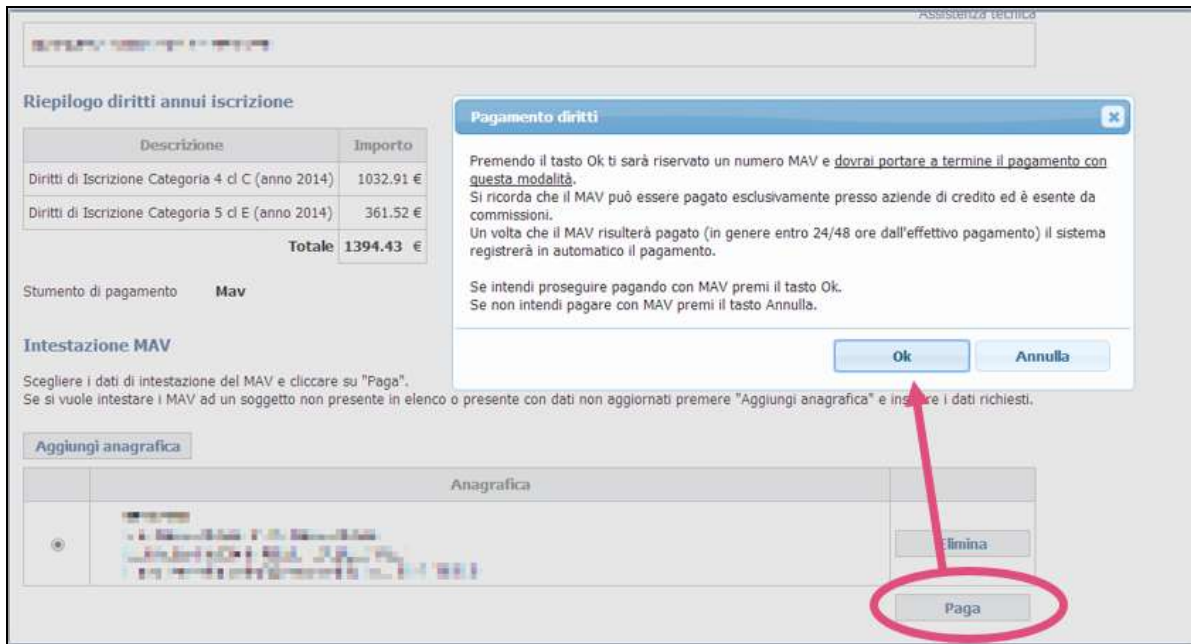 Assistenza tecnica
Riepilogo diritti annui iscrizione
Descrizione Importo
Diritti di Iscrizione Categoria 4 cl C (anno 2014) 1032.91 €
Diritti di Iscrizione Categoria 5 cl E (anno 2014) 361.52 €
Totale 1394.43 €
Stumento di pagamento Mav
Pagamento diritti
Premendo il tasto Ok ti sarà riservato un numero MAV e dovrai portare a termine il pagamento con
questa modalità.
Si ricorda che il MAV può essere pagato esclusivamente presso aziende di credito ed è esente da
commissioni.
Un volta che il MAV risulterà pagato (in genere entro 24/48 ore dall'effettivo pagamento) il sistema
registrerà in automatico il pagamento.
Se intendi proseguire pagando con MAV premi il tasto Ok.
Se non intendi pagare con MAV premi il tasto Annulla.
Ok Annulla
Intestazione MAV
Scegliere i dati di intestazione del MAV e cliccare su "Paga".
Se si vuole intestare i MAV ad un soggetto non presente in elenco o presente con dati non aggiornati premere "Aggiungi anagrafica" e i dati richiesti.
Aggiungi anagrafica
Anagrafica
Elimina
Paga